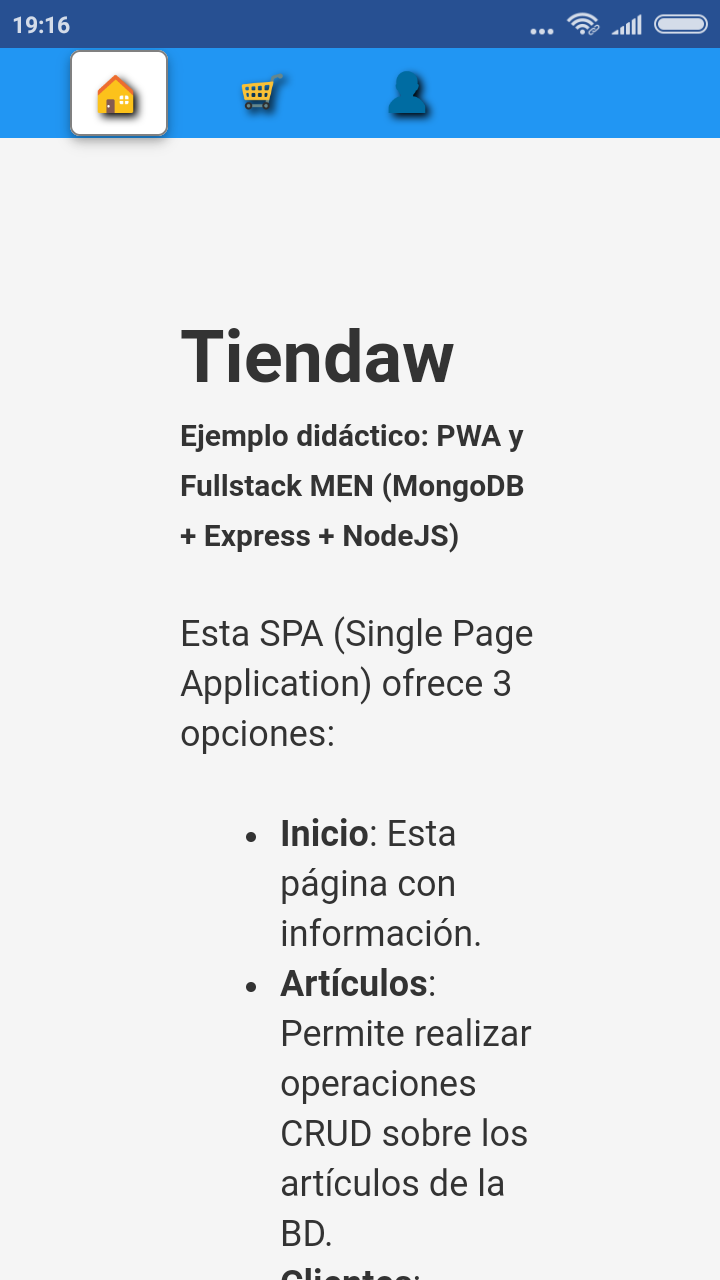 19:16
Tiendaw
Ejemplo didáctico: PWA y
Fullstack MEN (MongoDB
+ Express + NodeJS)
Esta SPA (Single Page
Application) ofrece 3
opciones:
Inicio: Esta
página con
información.
Artículos:
Permite realizar
operaciones
CRUD sobre los
artículos de la
BD.
Clientes: